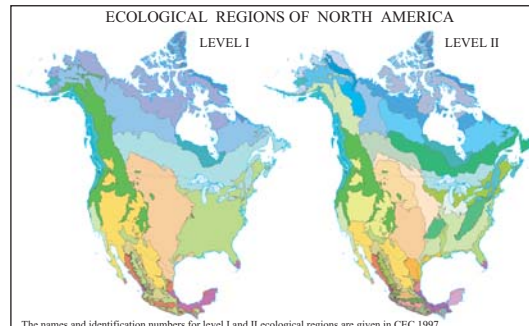 ECOLOGICAL REGIONS OF NORTH AMERICA
LEVEL I
LEVEL II
The names and identification numbers for level I and II ecological regions are given in CEC 1997